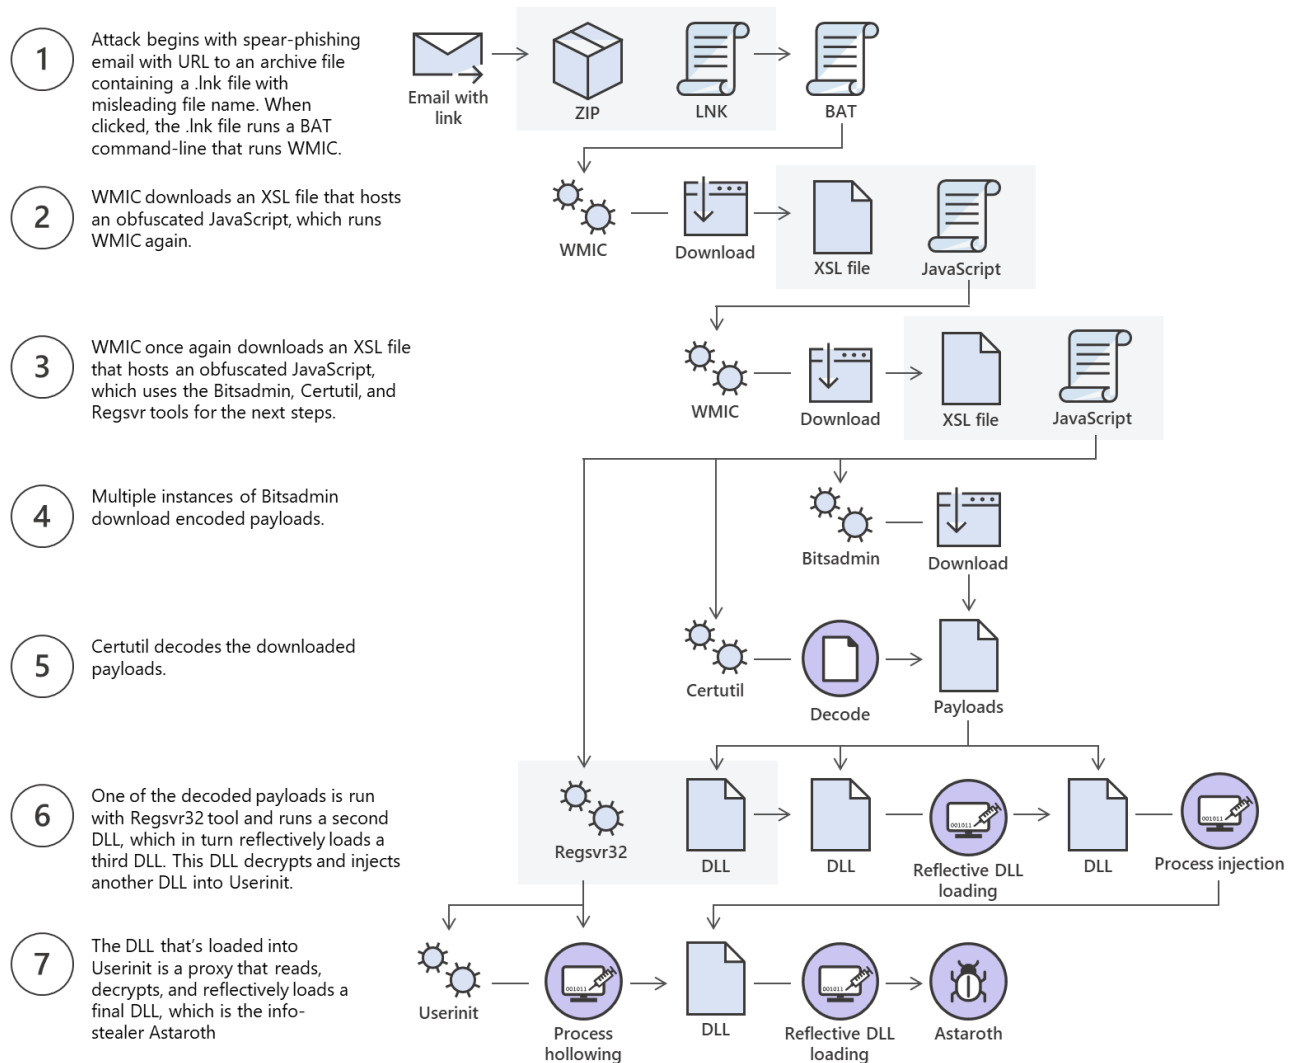 1
Attack begins with spear-phishing
email with URL to an archive file
containing a .lnk file with
misleading file name. When
clicked, the .lnk file runs a BAT
command-line that runs WMIC.
Email with
link
ZIP
LNK
BAT
2
WMIC downloads an XSL file that hosts
an obfuscated JavaScript, which runs
WMIC again.
WMIC
Download
XSL file
JavaScript
3
WMIC once again downloads an XSL file
that hosts an obfuscated JavaScript,
which uses the Bitsadmin, Certutil, and
Regsvr tools for the next steps.
WMIC
Download
XSL file
JavaScript
4
Multiple instances of Bitsadmin
download encoded payloads.
Bitsadmin
Download
5
Certutil decodes the downloaded
payloads.
Certutil
Decode
Payloads
6
One of the decoded payloads is run
with Regsvr32 tool and runs a second
DLL, which in turn reflectively loads a
third DLL. This DLL decrypts and injects
another DLL into Userinit.
Regsvr32
DLL
DLL
001011
Reflective DLL
loading
DLL
001011
Process injection
7
The DLL that's loaded into
Userinit is a proxy that reads,
decrypts, and reflectively loads a
final DLL, which is the info-
stealer Astaroth
Userinit
001011
Process
hollowing
DLL
001011
Reflective DLL
loading
Astaroth